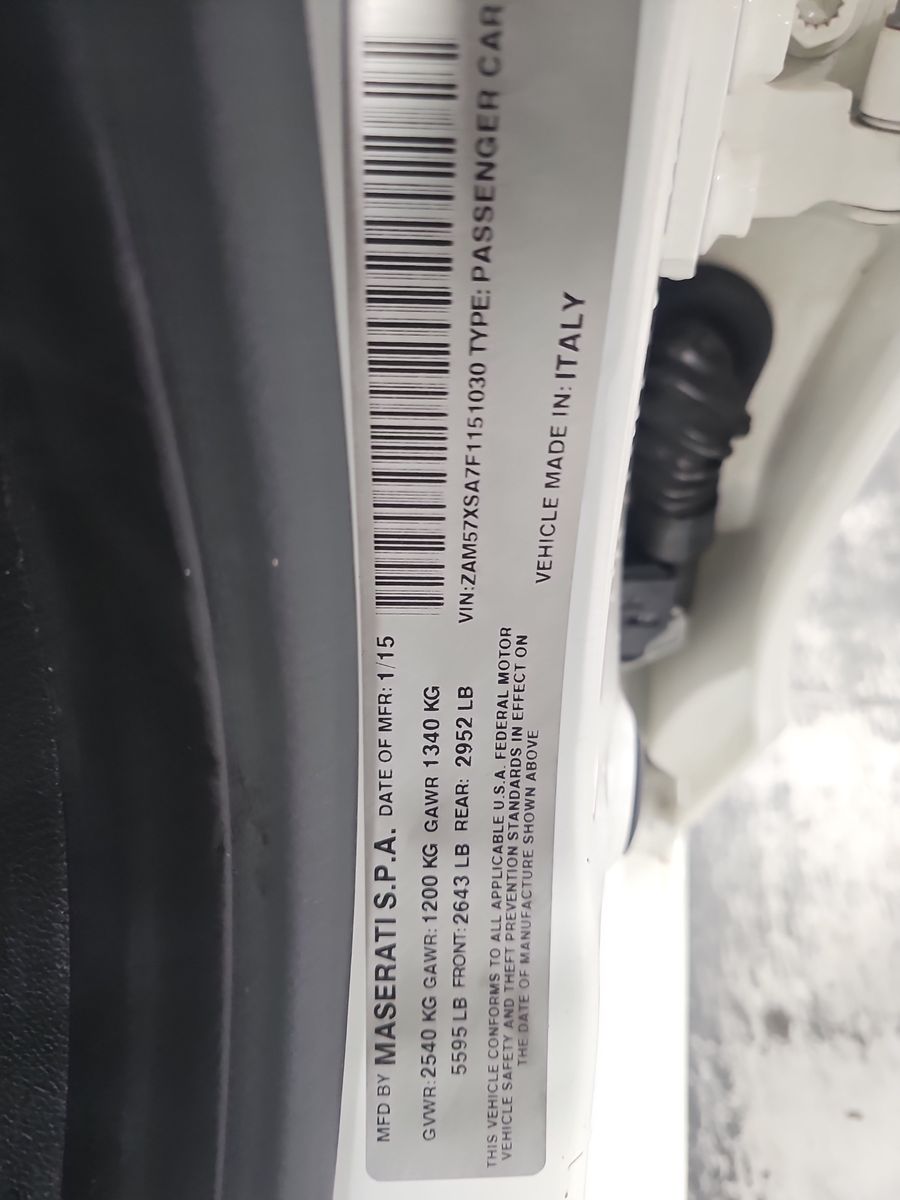 MFD BY MASERATI S.P.A. DATE OF MFR: 1/15
GVWR: 2540 KG GAWR: 1200 KG GAWR 1340 KG
5595 LB FRONT: 2643 LB REAR: 2952 LB
VIN: ZAM57XSA7F1151030 TYPE: PASSENGER CAR
THIS VEHICLE CONFORMS TO ALL APPLICABLE U.S.A. FEDERAL MOTOR
VEHICLE SAFETY AND THEFT PREVENTION STANDARDS IN EFFECT ON
THE DATE OF MANUFACTURE SHOWN ABOVE
VEHICLE MADE IN: ITALY